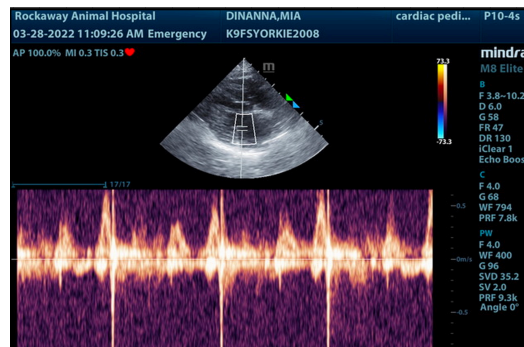 Rockaway Animal Hospital DINANNA,MIA cardiac pedi... P10-4s
03-28-2022 11:09:26 AM Emergency K9FSYORKIE2008
AP 100.0% MI 0.3 TIS 0.3
m
73.3
-73.3
5
17/17
-0.5
-0m/s
-0.5
mindra
M8 Elite
B
F 3.8~10.2
D 6.0
G 58
FR 47
DR 130
iClear 1
Echo Boos
C
F 4.0
G 68
WF 794
PRF 7.8k
PW
F 4.0
WF 400
G 96
SVD 35.2
SV 2.0
PRF 9.3k
Angle 0°